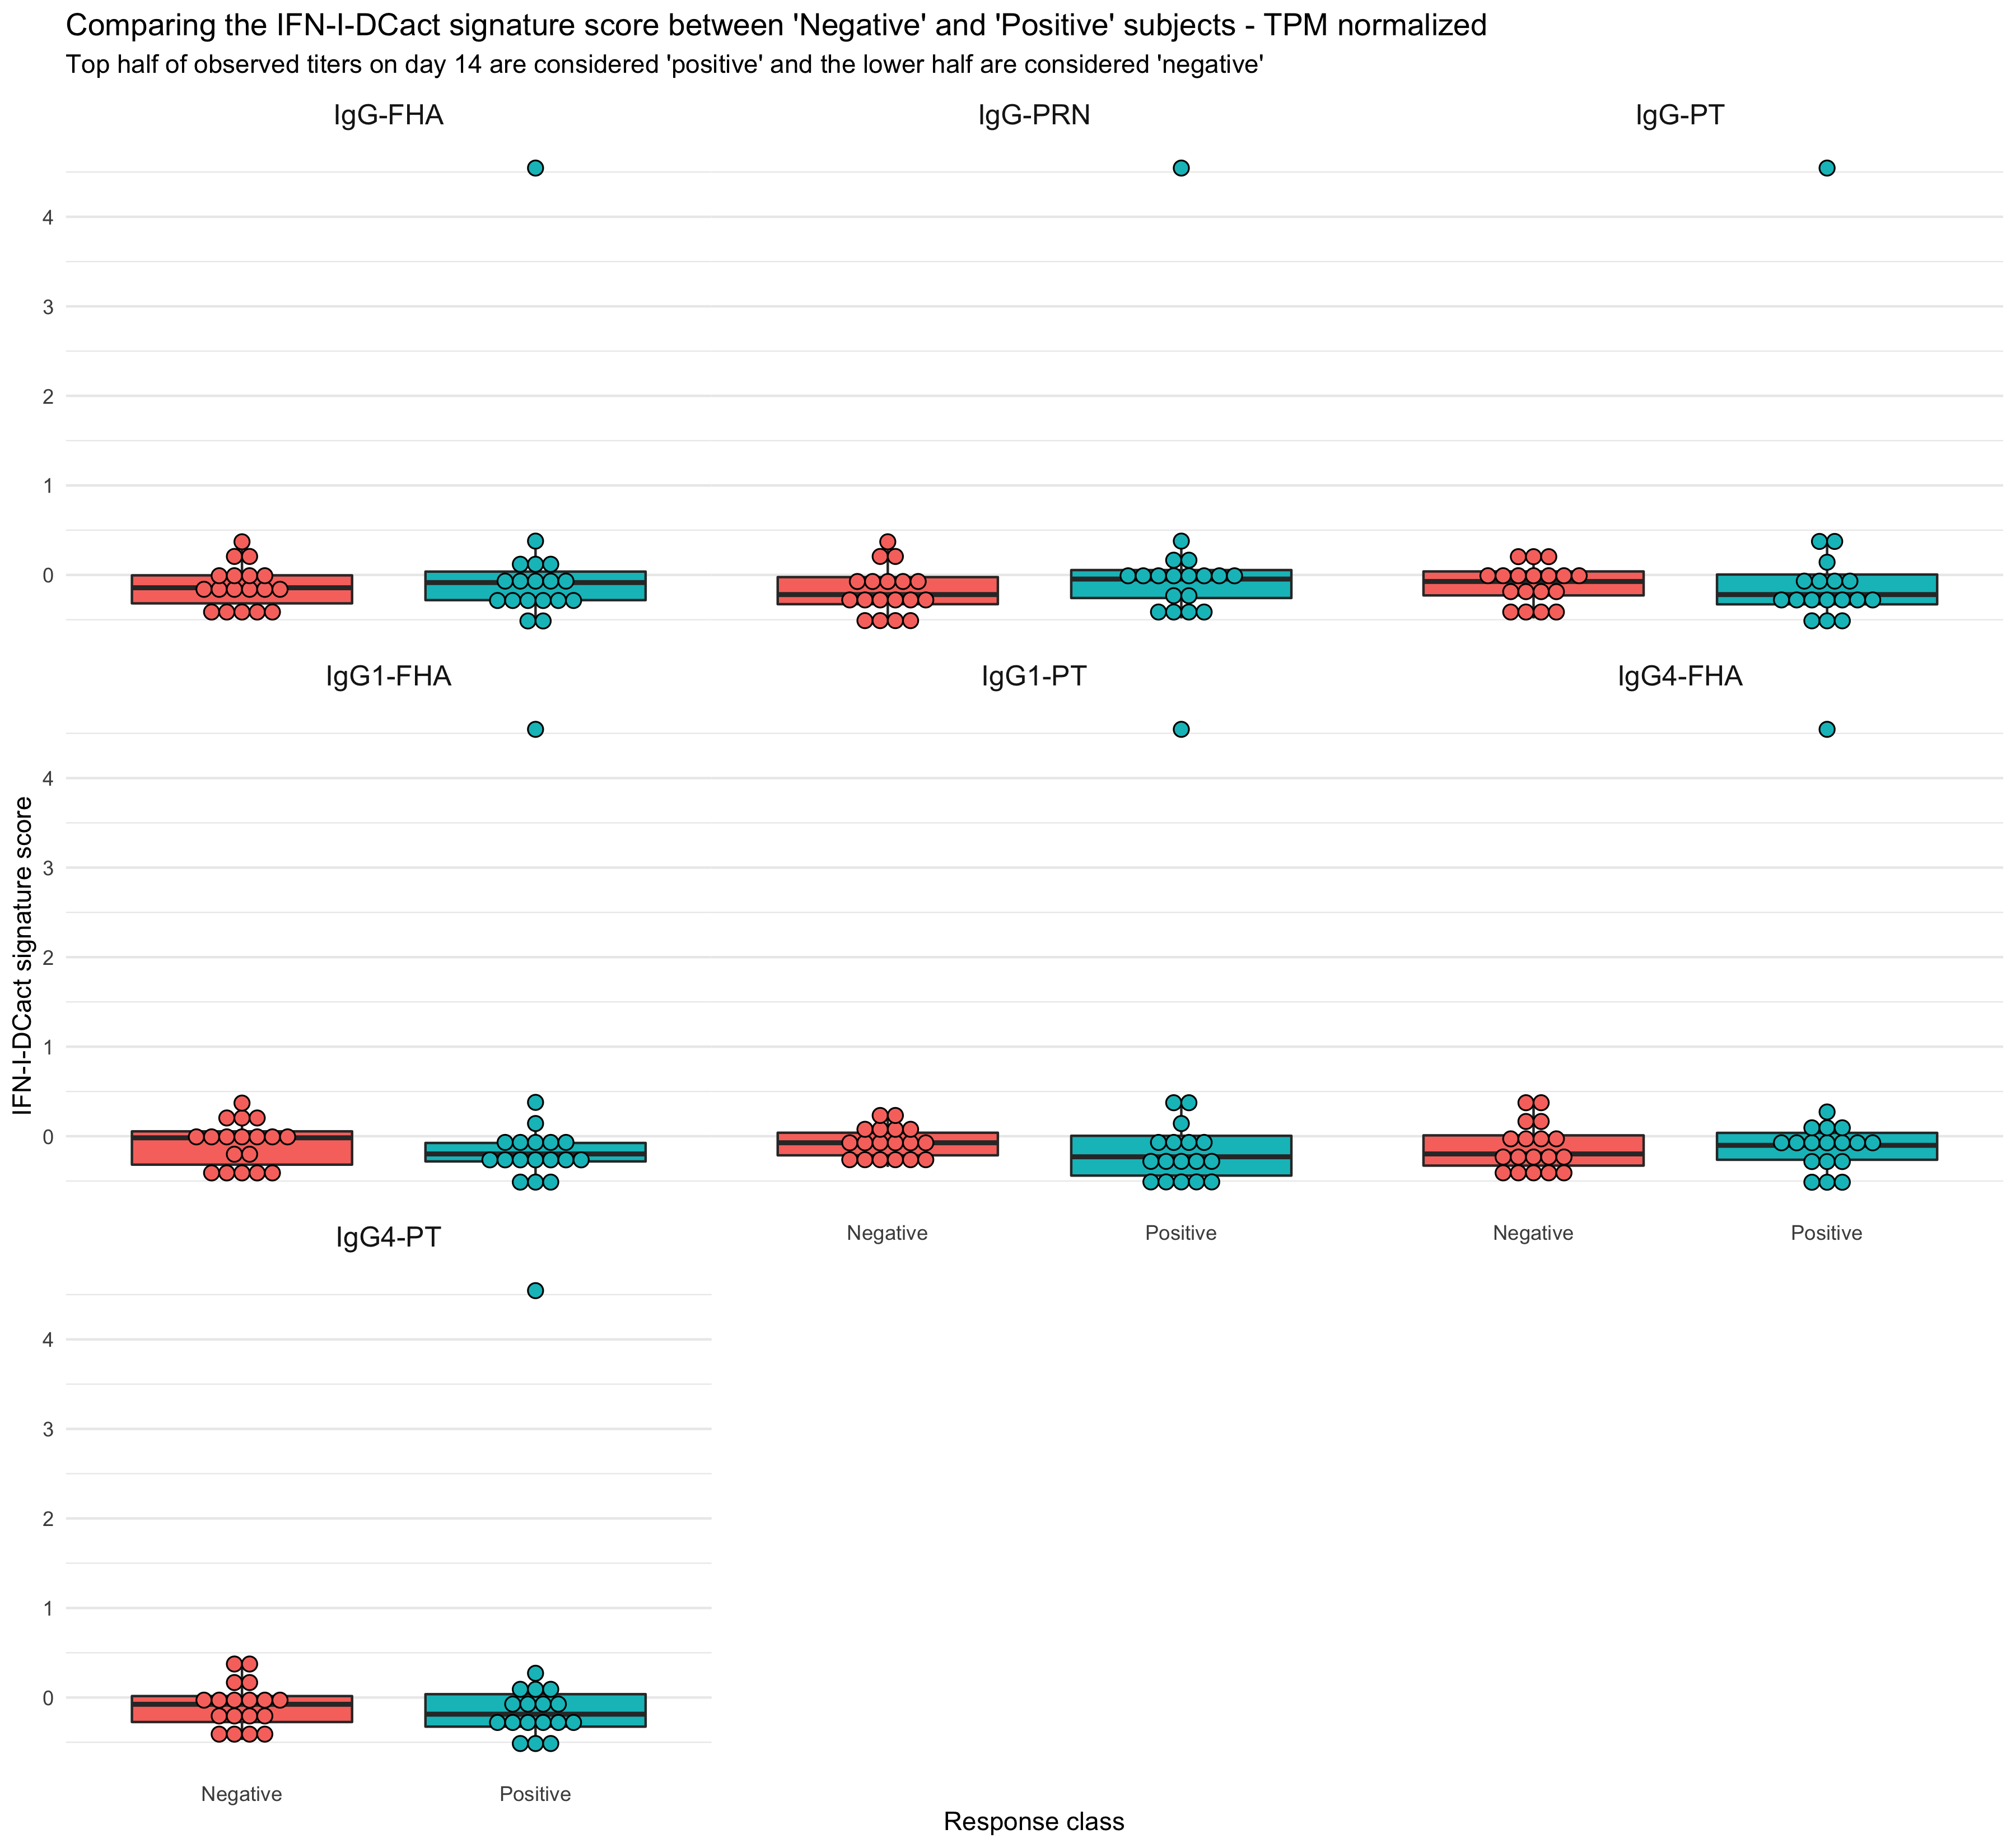 Comparing the IFN-I-DCact signature score between 'Negative' and 'Positive' subjects - TPM normalized
Top half of observed titers on day 14 are considered 'positive' and the lower half are considered 'negative'
IgG-FHA
IgG-PRN
IgG-PT
4
3
2
1
0
IgG1-FHA
IgG1-PT
IgG4-FHA
4
3
2
1
0
IFN-I-DCact signature score
Negative
Positive
Negative
Positive
IgG4-PT
4
3
2
1
0
Negative
Positive
Response class